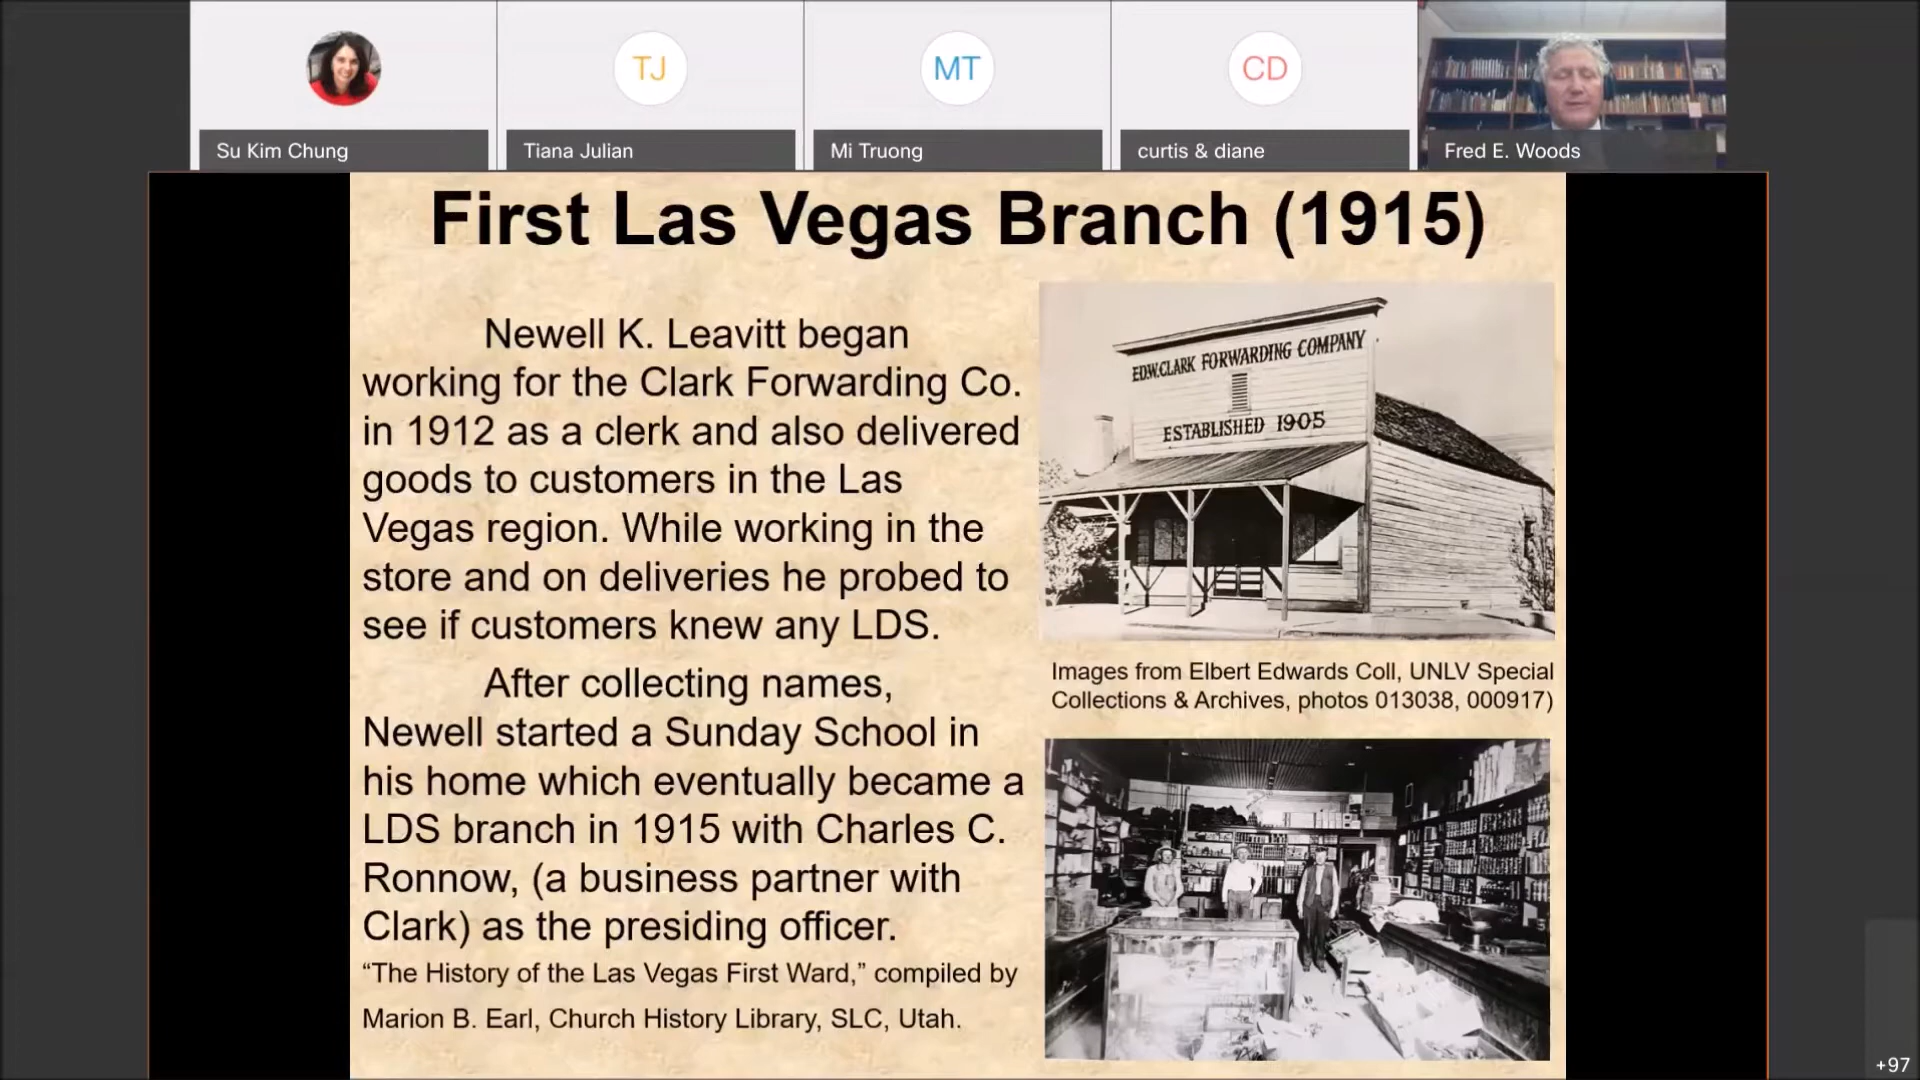 TJ
MT
CD
Su Kim Chung
Tiana Julian
Mi Truong
curtis & diane
Fred E. Woods
First Las Vegas Branch (1915)
Newell K. Leavitt began
working for the Clark Forwarding Co.
in 1912 as a clerk and also delivered
goods to customers in the Las
Vegas region. While working in the
store and on deliveries he probed to
see if customers knew any LDS.
After collecting names,
Newell started a Sunday School in
his home which eventually became a
LDS branch in 1915 with Charles C.
Ronnow, (a business partner with
Clark) as the presiding officer.
“The History of the Las Vegas First Ward,” compiled by
Marion B. Earl, Church History Library, SLC, Utah.
EDW. CLARK FORWARDING COMPANY
ESTABLISHED 1905
Images from Elbert Edwards Coll, UNLV Special
Collections & Archives, photos 013038, 000917)
+97